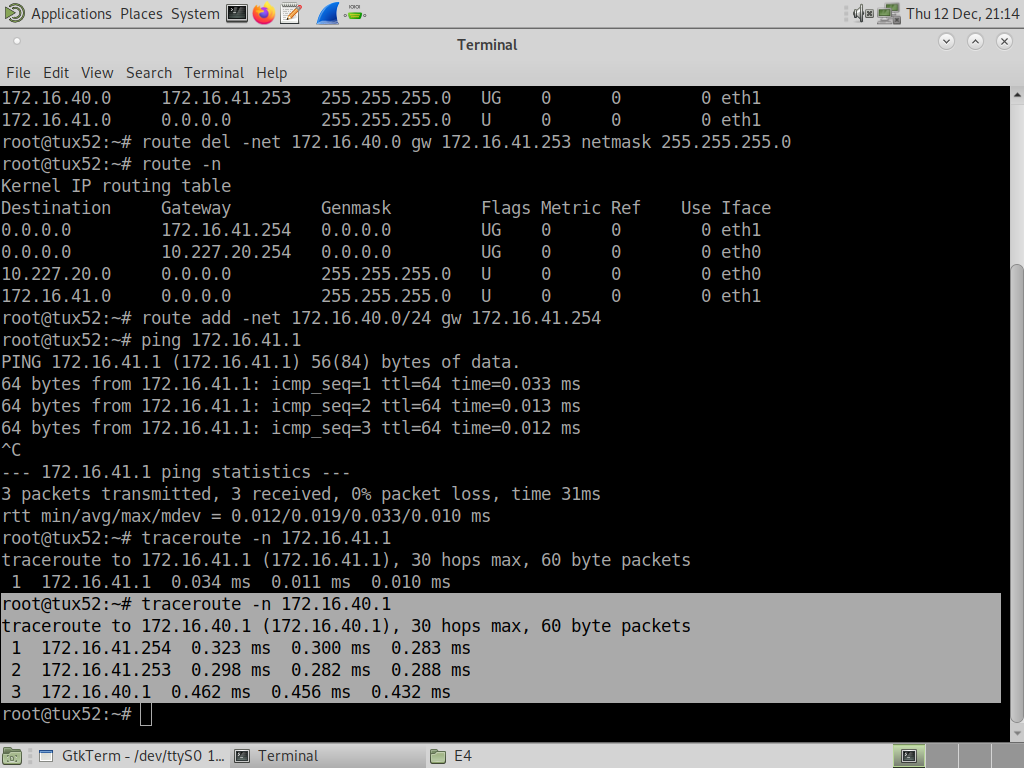 Applications Places System Thu 12 Dec, 21:14
Terminal
File Edit View Search Terminal Help
172.16.40.0     172.16.41.253   255.255.255.0   UG    0      0        0 eth1
172.16.41.0     0.0.0.0         255.255.255.0   U     0      0        0 eth1
root@tux52:~# route del -net 172.16.40.0 gw 172.16.41.253 netmask 255.255.255.0
root@tux52:~# route -n
Kernel IP routing table
Destination     Gateway         Genmask         Flags Metric Ref    Use Iface
0.0.0.0         172.16.41.254   0.0.0.0         UG    0      0        0 eth1
0.0.0.0         10.227.20.254   0.0.0.0         UG    0      0        0 eth0
10.227.20.0     0.0.0.0         255.255.255.0   U     0      0        0 eth0
172.16.41.0     0.0.0.0         255.255.255.0   U     0      0        0 eth1
root@tux52:~# route add -net 172.16.40.0/24 gw 172.16.41.254
root@tux52:~# ping 172.16.41.1
PING 172.16.41.1 (172.16.41.1) 56(84) bytes of data.
64 bytes from 172.16.41.1: icmp_seq=1 ttl=64 time=0.033 ms
64 bytes from 172.16.41.1: icmp_seq=2 ttl=64 time=0.013 ms
64 bytes from 172.16.41.1: icmp_seq=3 ttl=64 time=0.012 ms
^C
--- 172.16.41.1 ping statistics ---
3 packets transmitted, 3 received, 0% packet loss, time 31ms
rtt min/avg/max/mdev = 0.012/0.019/0.033/0.010 ms
root@tux52:~# traceroute -n 172.16.41.1
traceroute to 172.16.41.1 (172.16.41.1), 30 hops max, 60 byte packets
 1  172.16.41.1  0.034 ms  0.011 ms  0.010 ms
root@tux52:~# traceroute -n 172.16.40.1
traceroute to 172.16.40.1 (172.16.40.1), 30 hops max, 60 byte packets
 1  172.16.41.254  0.323 ms  0.300 ms  0.283 ms
 2  172.16.41.253  0.298 ms  0.282 ms  0.288 ms
 3  172.16.40.1  0.462 ms  0.456 ms  0.432 ms
root@tux52:~#
GtkTerm - /dev/ttyS0 1... Terminal E4